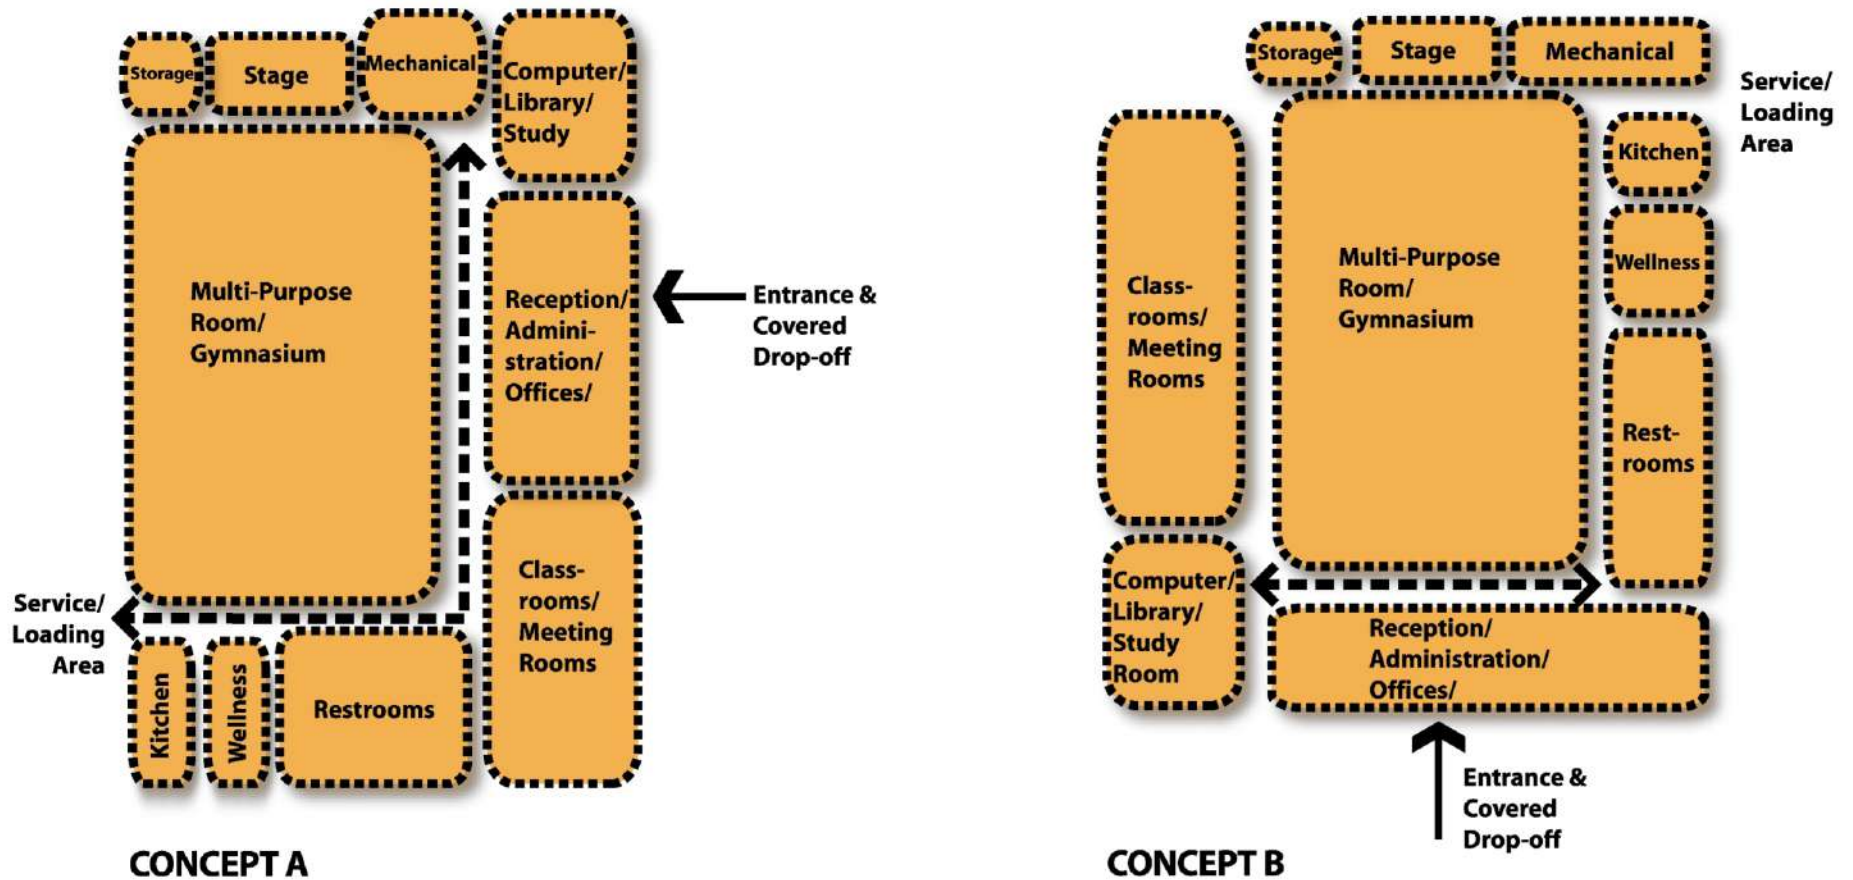 Storage
Stage
Mechanical
Computer/
Library/
Study
Multi-Purpose
Room/
Gymnasium
Reception/
Admini-
stration/
Offices/
Entrance &
Covered
Drop-off
Class-
rooms/
Meeting
Rooms
Service/
Loading
Area
Kitchen
Wellness
Restrooms
CONCEPT A
Storage
Stage
Mechanical
Service/
Loading
Area
Kitchen
Wellness
Multi-Purpose
Room/
Gymnasium
Class-
rooms/
Meeting
Rooms
Rest-
rooms
Computer/
Library/
Study
Room
Reception/
Administration/
Offices/
Entrance &
Covered
Drop-off
CONCEPT B